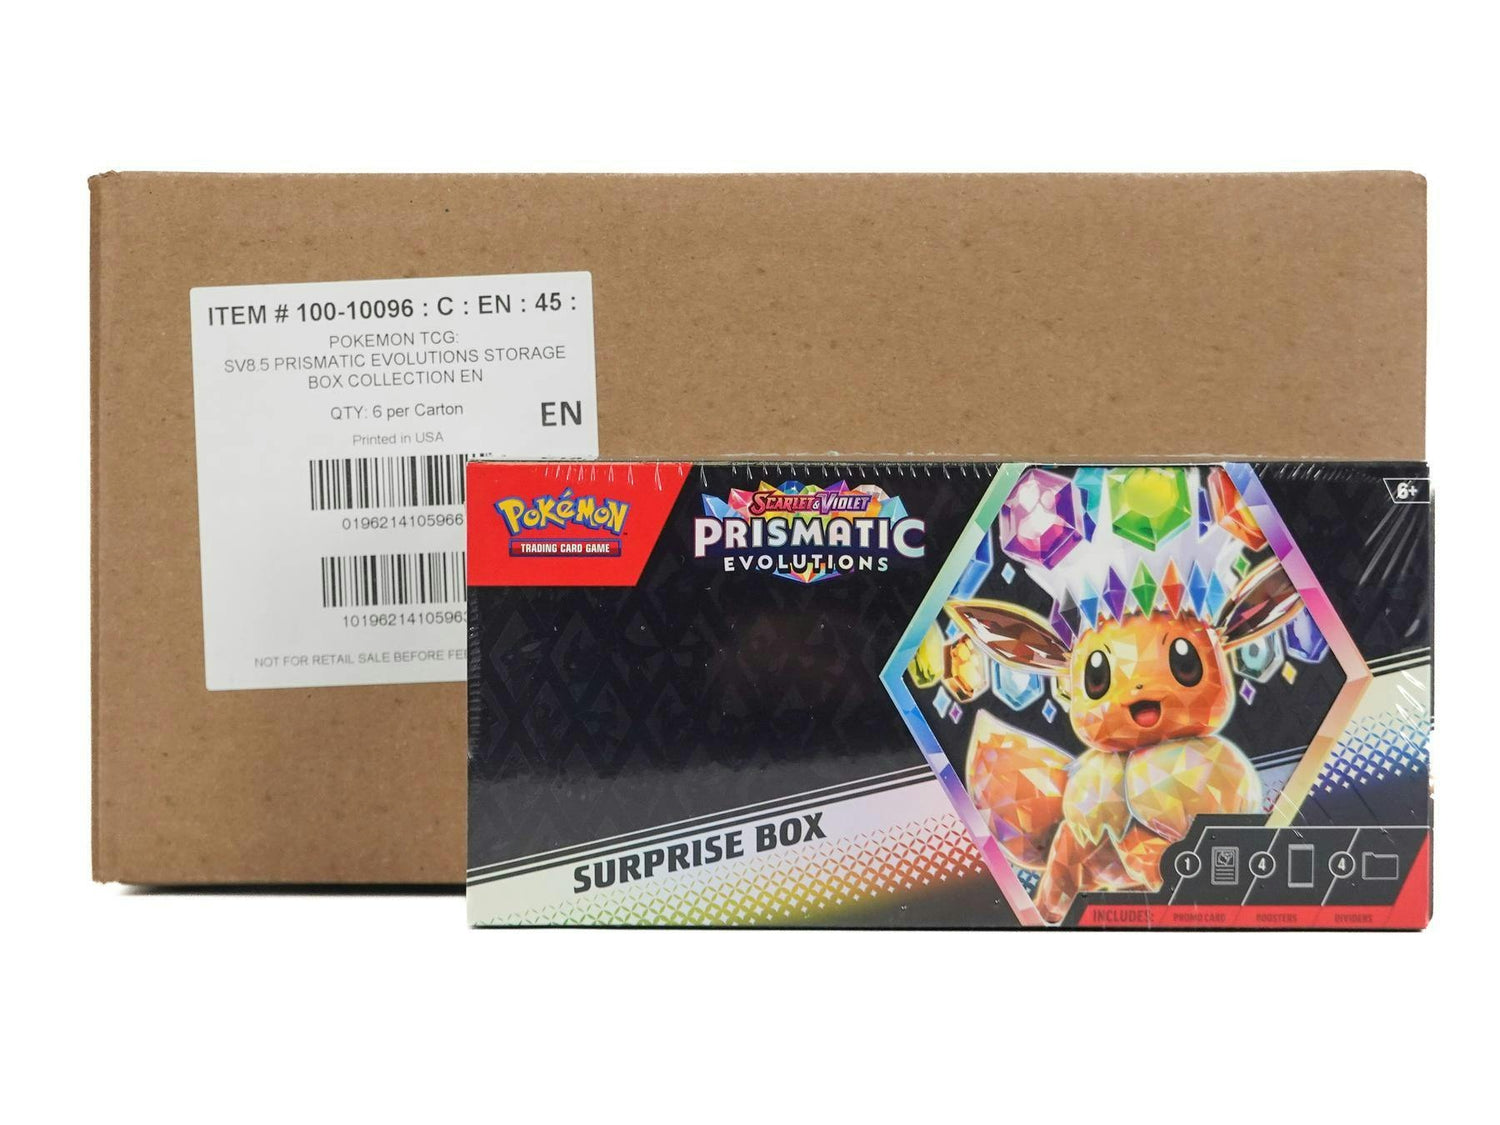 ITEM # 100-10096 : C : EN : 45 :
POKEMON TCG:
SV8.5 PRISMATIC EVOLUTIONS STORAGE
BOX COLLECTION EN
QTY: 6 per Carton
EN
Printed in USA
0196214105966
NOT FOR RETAIL SALE BEFORE
Pokémon
TRADING CARD GAME
SCARLET & VIOLET
PRISMATIC
EVOLUTIONS
6+
SURPRISE BOX
1 4 4
INCLUDES: PROMO CARD BOOSTERS DIVIDERS